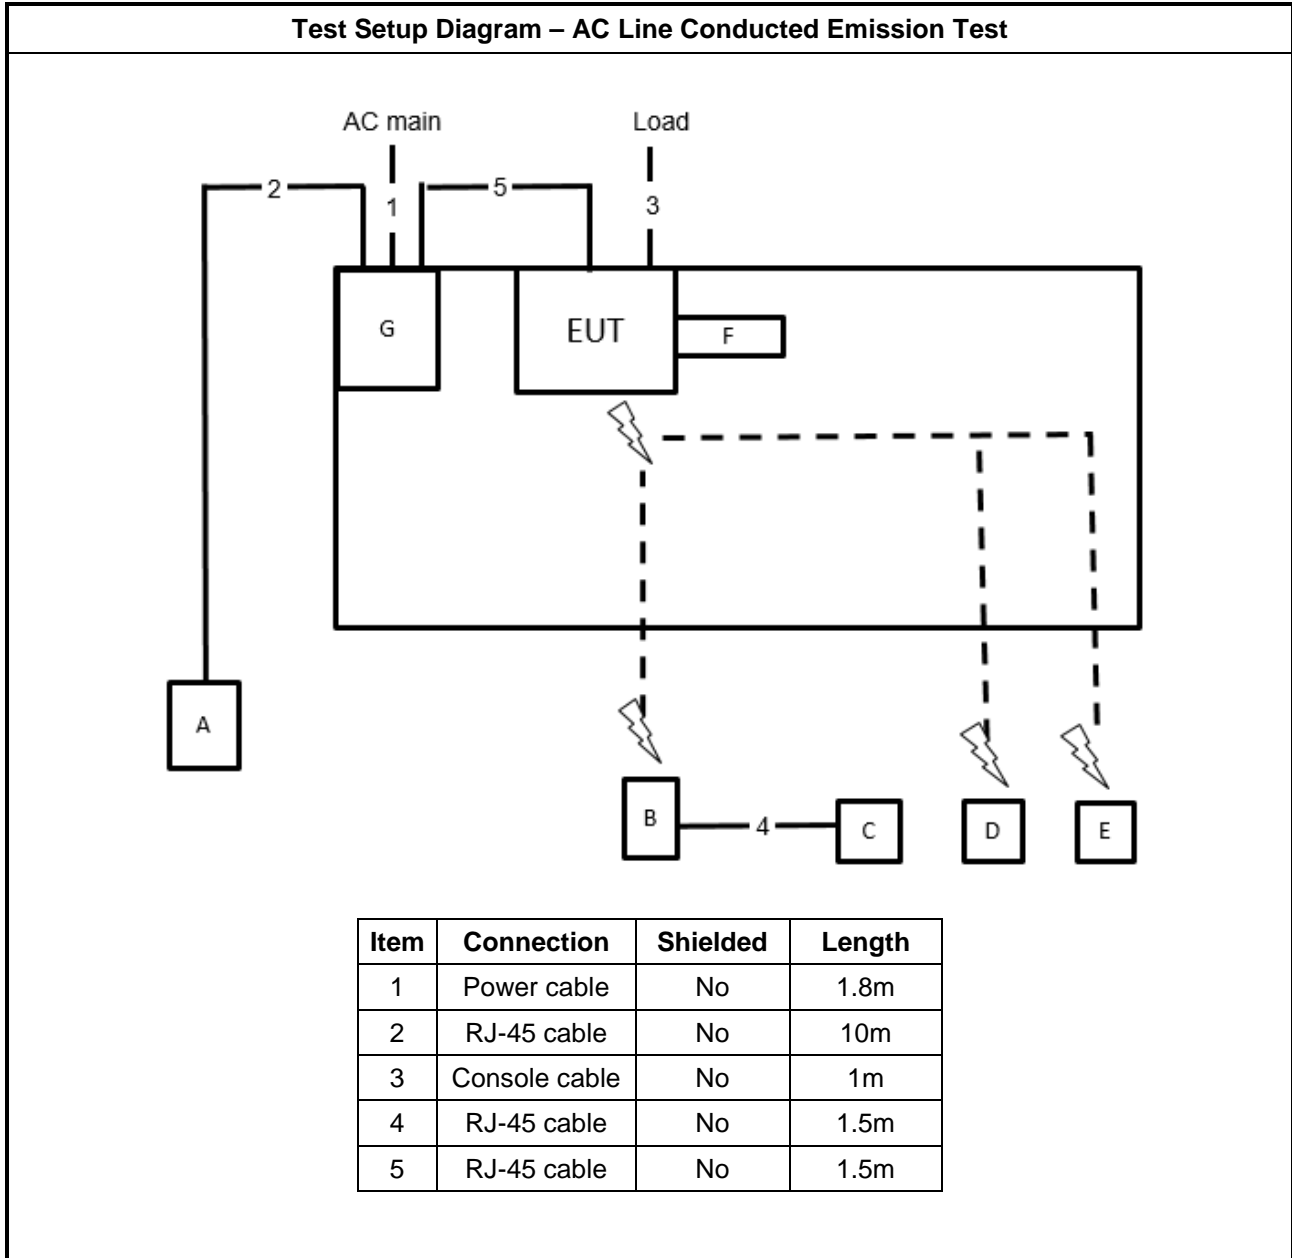 Test Setup Diagram – AC Line Conducted Emission Test
AC main
Load
2
1
5
3
G
EUT
F
A
B
4
C
D
E
Item Connection Shielded Length
1 Power cable No 1.8m
2 RJ-45 cable No 10m
3 Console cable No 1m
4 RJ-45 cable No 1.5m
5 RJ-45 cable No 1.5m